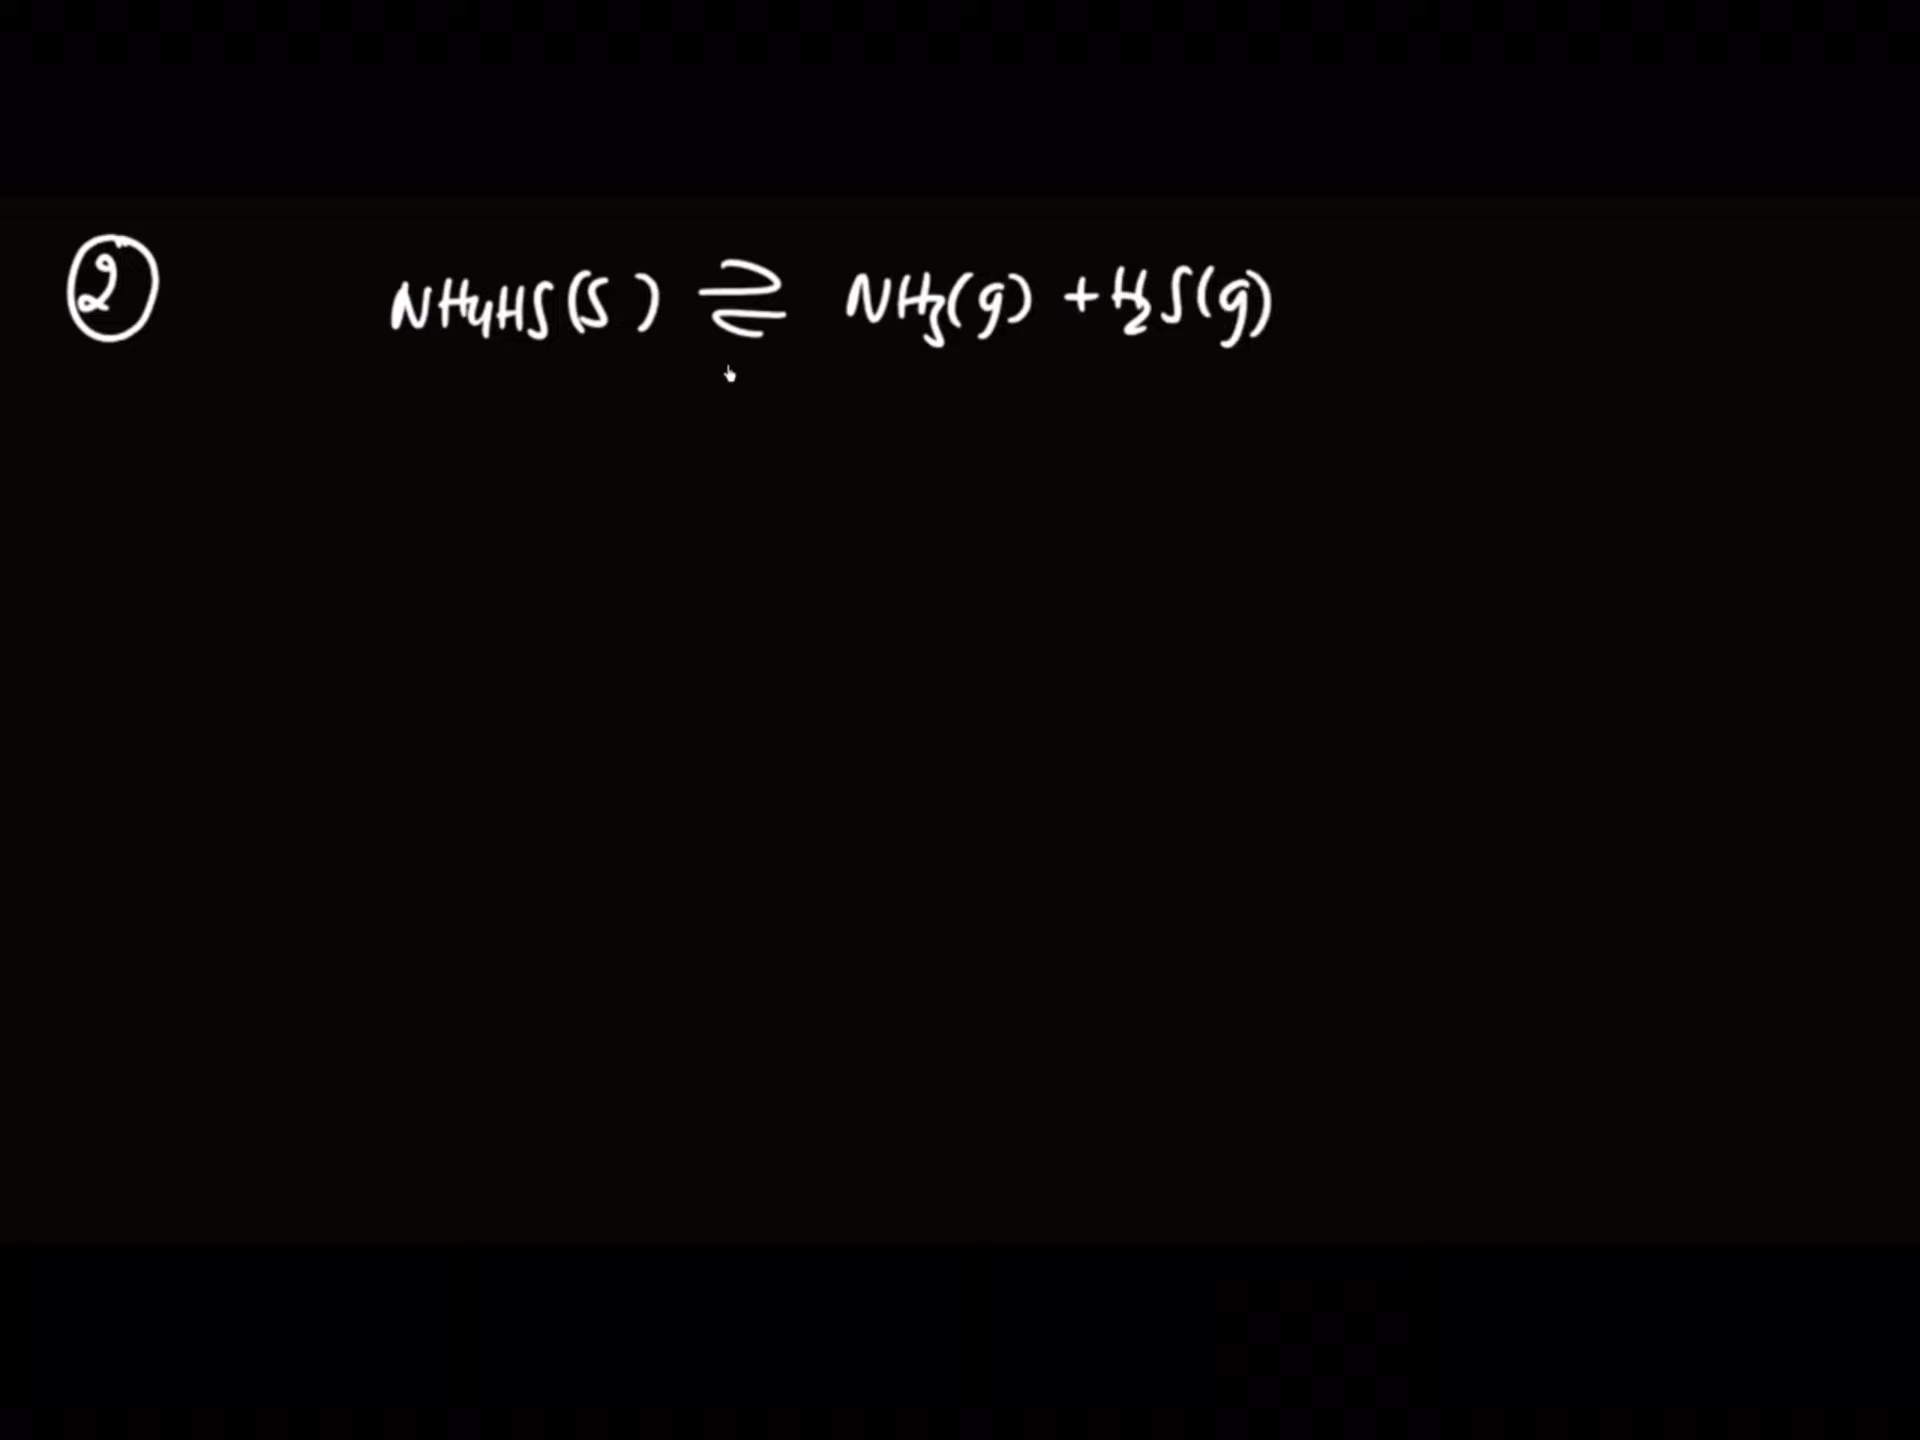 ② NH4HS(s) ⇌ NH3(g) + H2S(g)